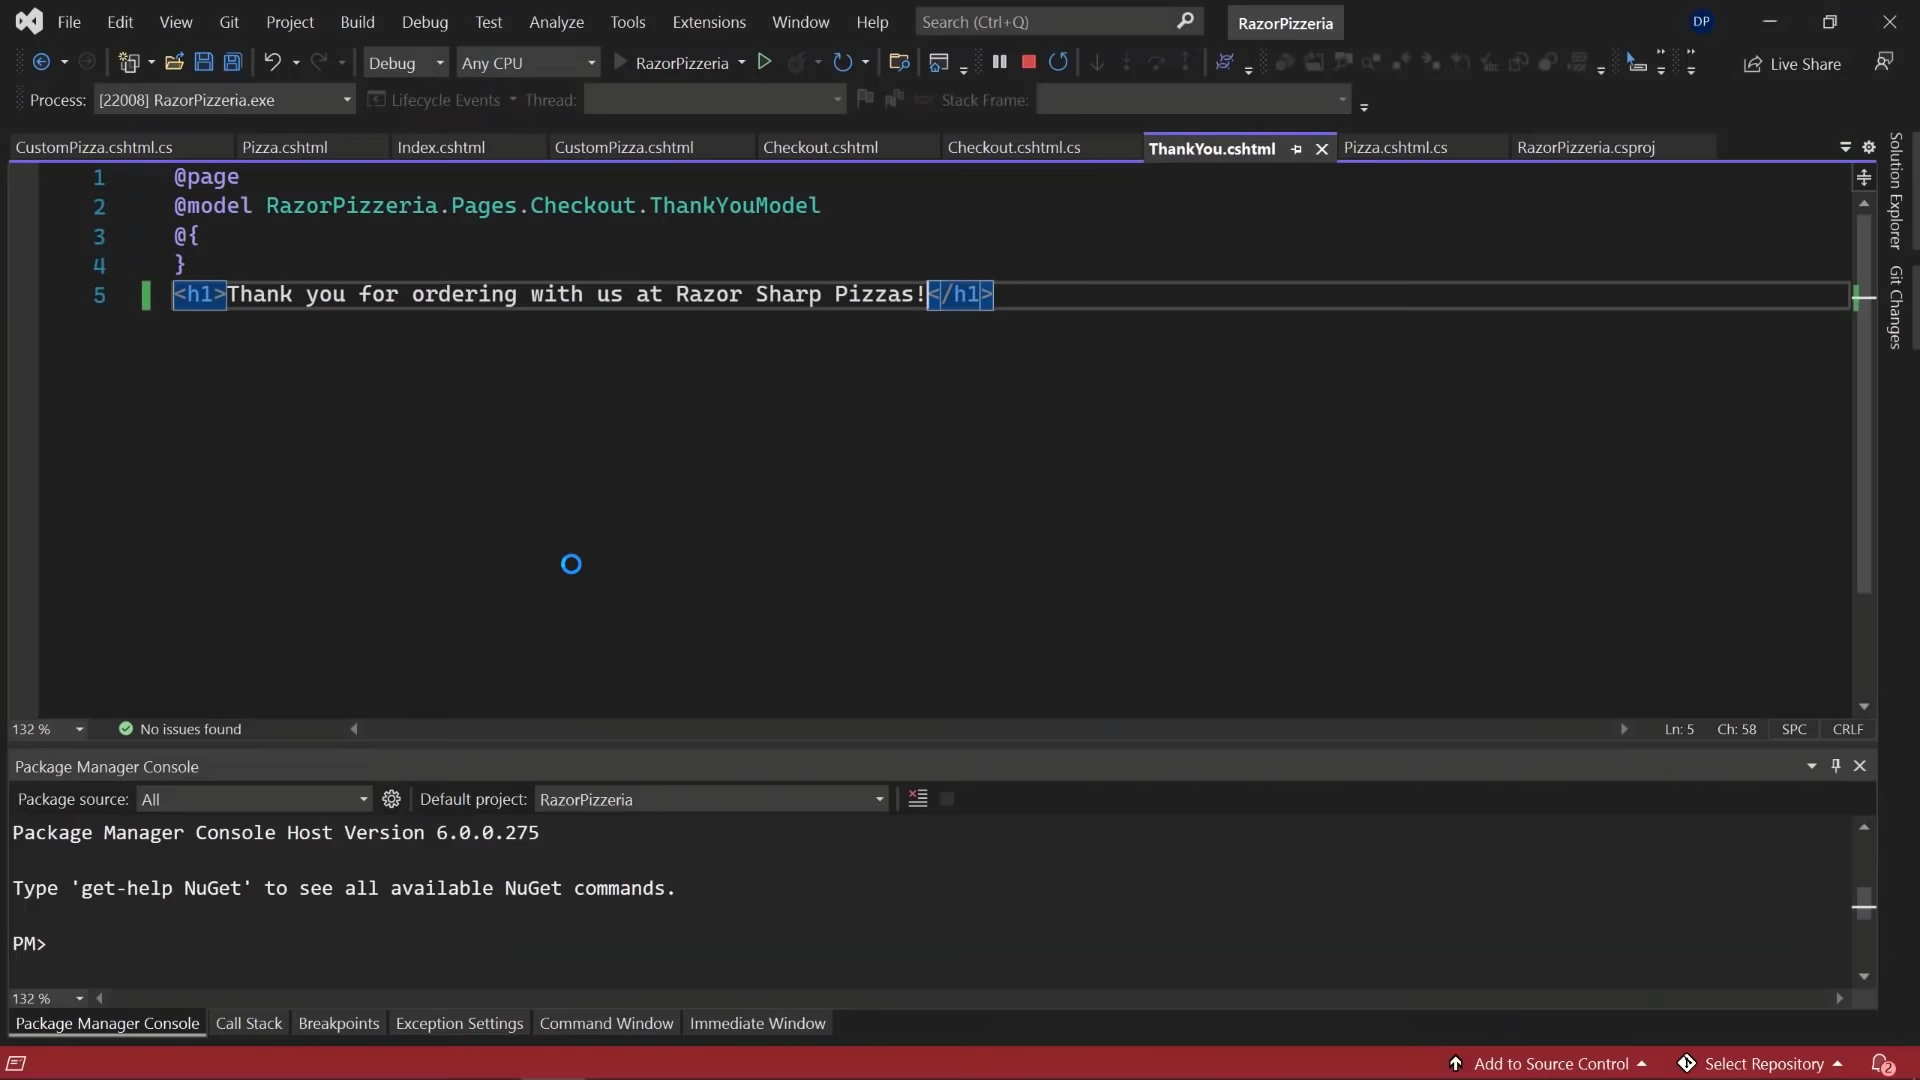 File Edit View Git Project Build Debug Test Analyze Tools Extensions Window Help Search (Ctrl+Q) RazorPizzeria DP
Debug Any CPU RazorPizzeria Live Share
Process: [22008] RazorPizzeria.exe Lifecycle Events Thread: Stack Frame:
CustomPizza.cshtml.cs Pizza.cshtml Index.cshtml CustomPizza.cshtml Checkout.cshtml Checkout.cshtml.cs ThankYou.cshtml Pizza.cshtml.cs RazorPizzeria.csproj
Solution Explorer
Git Changes
1 @page
2 @model RazorPizzeria.Pages.Checkout.ThankYouModel
3 @{
4 }
5 <h1>Thank you for ordering with us at Razor Sharp Pizzas!</h1>
132 % No issues found Ln: 5 Ch: 58 SPC CRLF
Package Manager Console
Package source: All Default project: RazorPizzeria
Package Manager Console Host Version 6.0.0.275
Type 'get-help NuGet' to see all available NuGet commands.
PM>
132 %
Package Manager Console Call Stack Breakpoints Exception Settings Command Window Immediate Window
Add to Source Control Select Repository 2